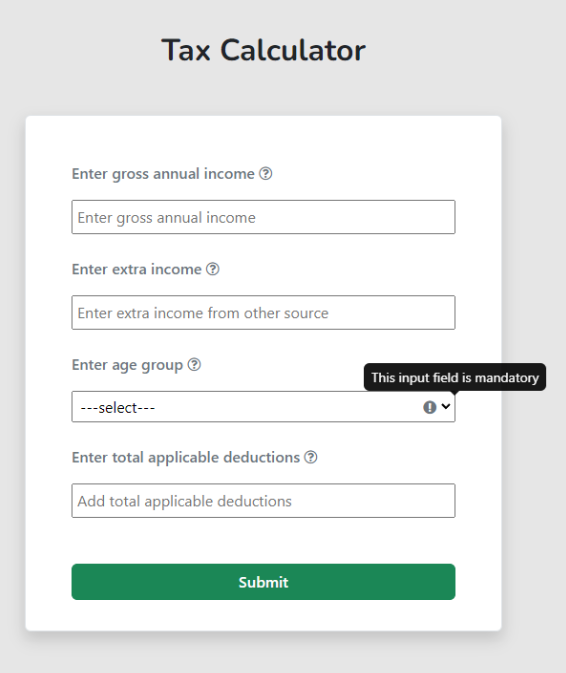 Tax Calculator
Enter gross annual income
Enter gross annual income
Enter extra income
Enter extra income from other source
Enter age group
This input field is mandatory
---select---
Enter total applicable deductions
Add total applicable deductions
Submit